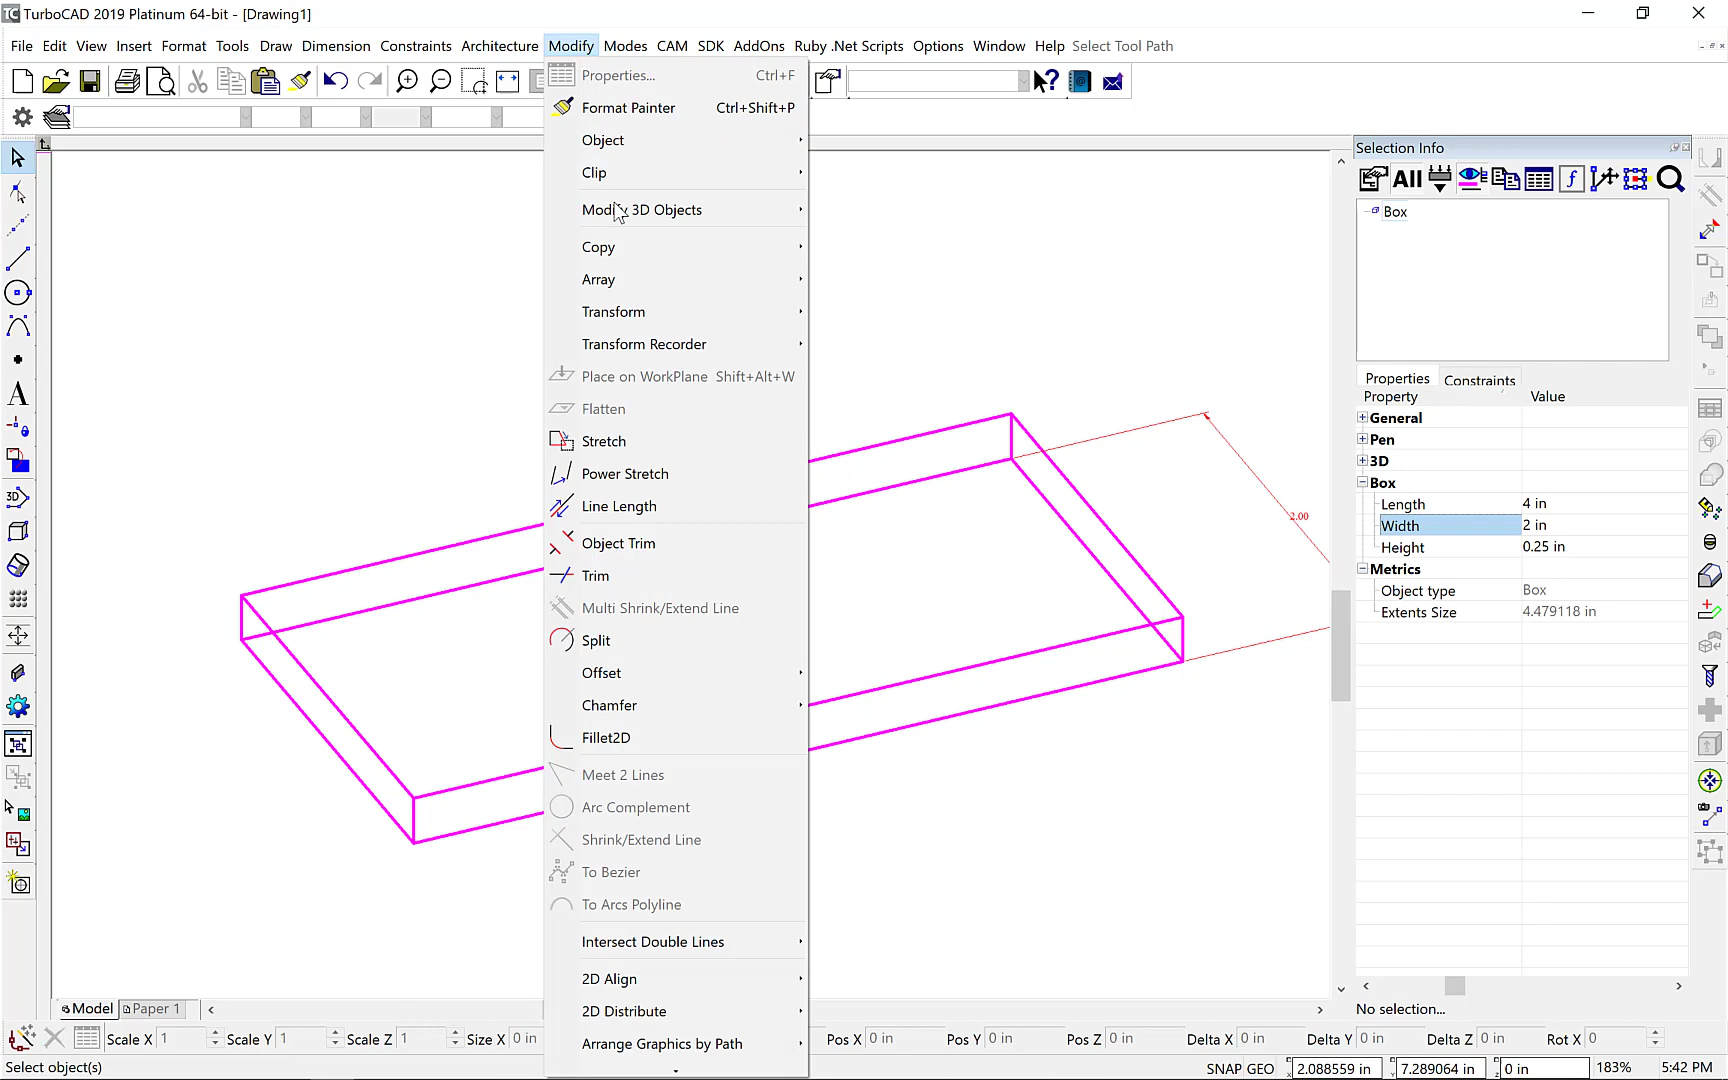 TurboCAD 2019 Platinum 64-bit - [Drawing1]
File Edit View Insert Format Tools Draw Dimension Constraints Architecture Modify Modes CAM SDK AddOns Ruby .Net Scripts Options Window Help Select Tool Path
Properties... Ctrl+F
Format Painter Ctrl+Shift+P
Object
Clip
Modify 3D Objects
Copy
Array
Transform
Transform Recorder
Place on WorkPlane Shift+Alt+W
Flatten
Stretch
Power Stretch
Line Length
Object Trim
Trim
Multi Shrink/Extend Line
Split
Offset
Chamfer
Fillet2D
Meet 2 Lines
Arc Complement
Shrink/Extend Line
To Bezier
To Arcs Polyline
Intersect Double Lines
2D Align
2D Distribute
Arrange Graphics by Path
2.00
Selection Info
All
Box
Properties Constraints
Property Value
General
Pen
3D
Box
Length 4 in
Width 2 in
Height 0.25 in
Metrics
Object type Box
Extents Size 4.479118 in
No selection...
Model Paper 1
Scale X 1 Scale Y 1 Scale Z 1 Size X 0 in Pos X 0 in Pos Y 0 in Pos Z 0 in Delta X 0 in Delta Y 0 in Delta Z 0 in Rot X 0
Select object(s) SNAP GEO 2.088559 in 7.289064 in 0 in 183% 5:42 PM